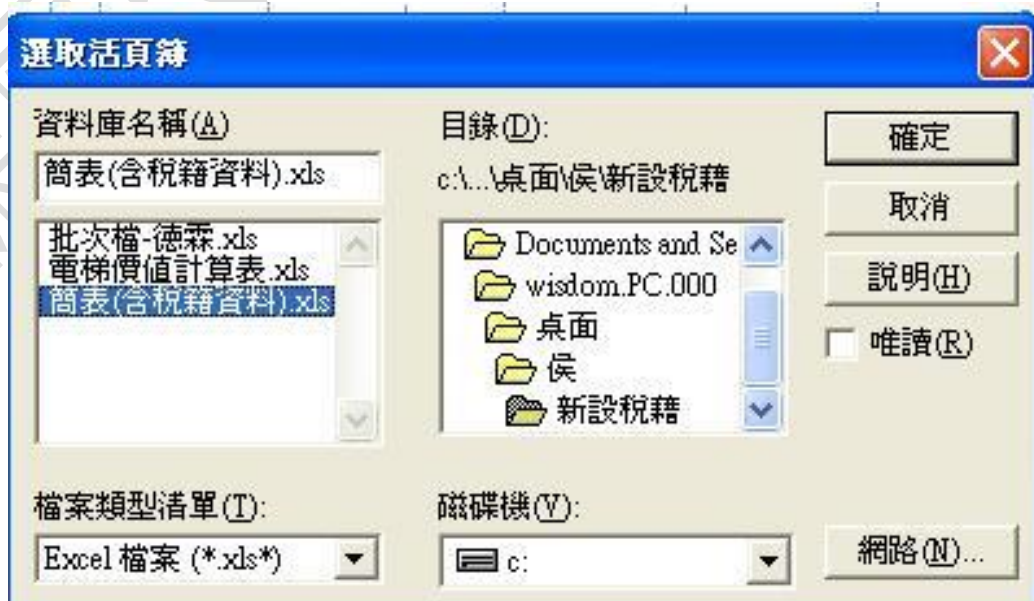 選取活頁簿
資料庫名稱(A)
簡表(含稅籍資料).xls
批次檔-德霖.xls
電梯價值計算表.xls
簡表(含稅籍資料).xls
檔案類型清單(T):
Excel 檔案 (*.xls*)
目錄(D):
c:\...\桌面\侯\新設稅藉
Documents and Se
wisdom.PC.000
桌面
侯
新設稅藉
磁碟機(V):
c:
確定
取消
說明(H)
唯讀(R)
網路(N)...